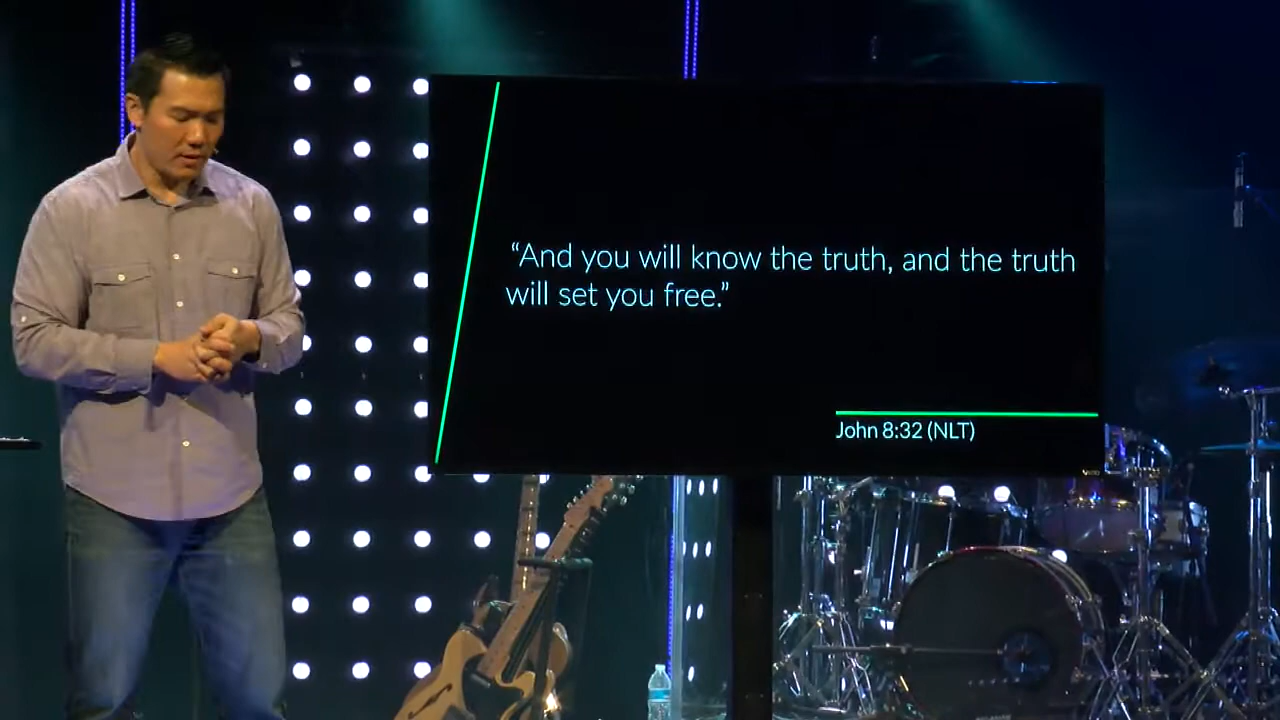 “And you will know the truth, and the truth
will set you free.”
John 8:32 (NLT)